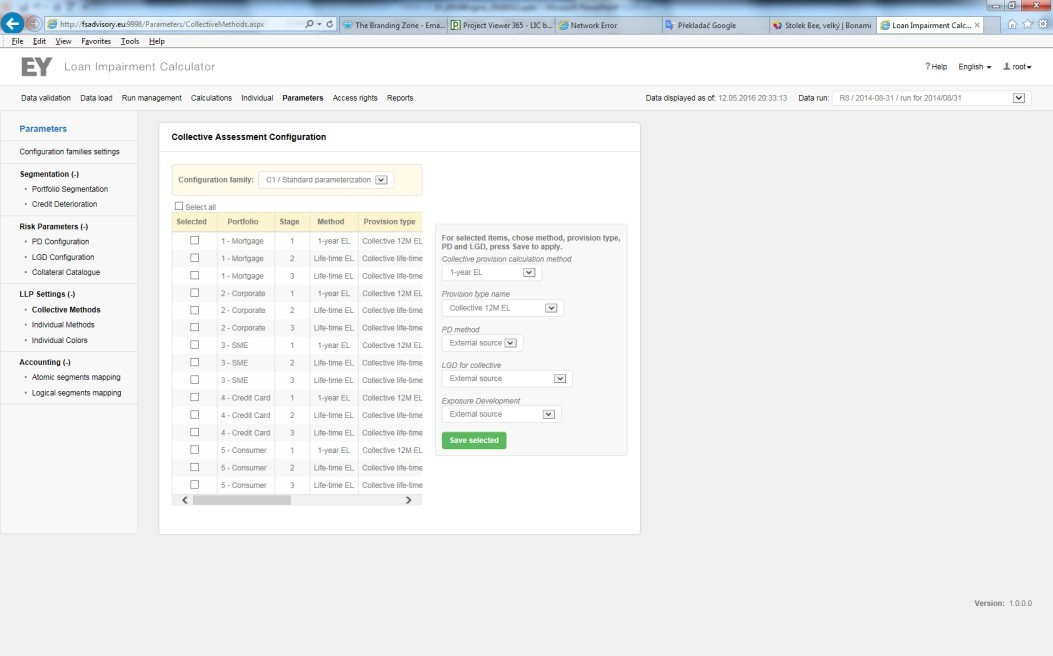 http://fsadvisory.eu:9998/Parameters/CollectiveMethods.aspx
The Branding Zone - Ema...
Project Viewer 365 - LIC b...
Network Error
Překladač Google
Stolek Bee, velký | Bonami
Loan Impairment Calc...
File Edit View Favorites Tools Help
EY Loan Impairment Calculator
? Help English root
Data validation Data load Run management Calculations Individual Parameters Access rights Reports
Data displayed as of: 12.05.2016 20:33:13 Data run: R8 / 2014-08-31 / run for 2014/08/31
Parameters
Configuration families settings
Segmentation (-)
Portfolio Segmentation
Credit Deterioration
Risk Parameters (-)
PD Configuration
LGD Configuration
Collateral Catalogue
LLP Settings (-)
Collective Methods
Individual Methods
Individual Colors
Accounting (-)
Atomic segments mapping
Logical segments mapping
Collective Assessment Configuration
Configuration family: C1 / Standard parameterization
Select all
Selected Portfolio Stage Method Provision type
1 - Mortgage 1 1-year EL Collective 12M EL
1 - Mortgage 2 Life-time EL Collective life-time
1 - Mortgage 3 Life-time EL Collective life-time
2 - Corporate 1 1-year EL Collective 12M EL
2 - Corporate 2 Life-time EL Collective life-time
2 - Corporate 3 Life-time EL Collective life-time
3 - SME 1 1-year EL Collective 12M EL
3 - SME 2 Life-time EL Collective life-time
3 - SME 3 Life-time EL Collective life-time
4 - Credit Card 1 1-year EL Collective 12M EL
4 - Credit Card 2 Life-time EL Collective life-time
4 - Credit Card 3 Life-time EL Collective life-time
5 - Consumer 1 1-year EL Collective 12M EL
5 - Consumer 2 Life-time EL Collective life-time
5 - Consumer 3 Life-time EL Collective life-time
For selected items, chose method, provision type,
PD and LGD, press Save to apply.
Collective provision calculation method
1-year EL
Provision type name
Collective 12M EL
PD method
External source
LGD for collective
External source
Exposure Development
External source
Save selected
Version: 1.0.0.0